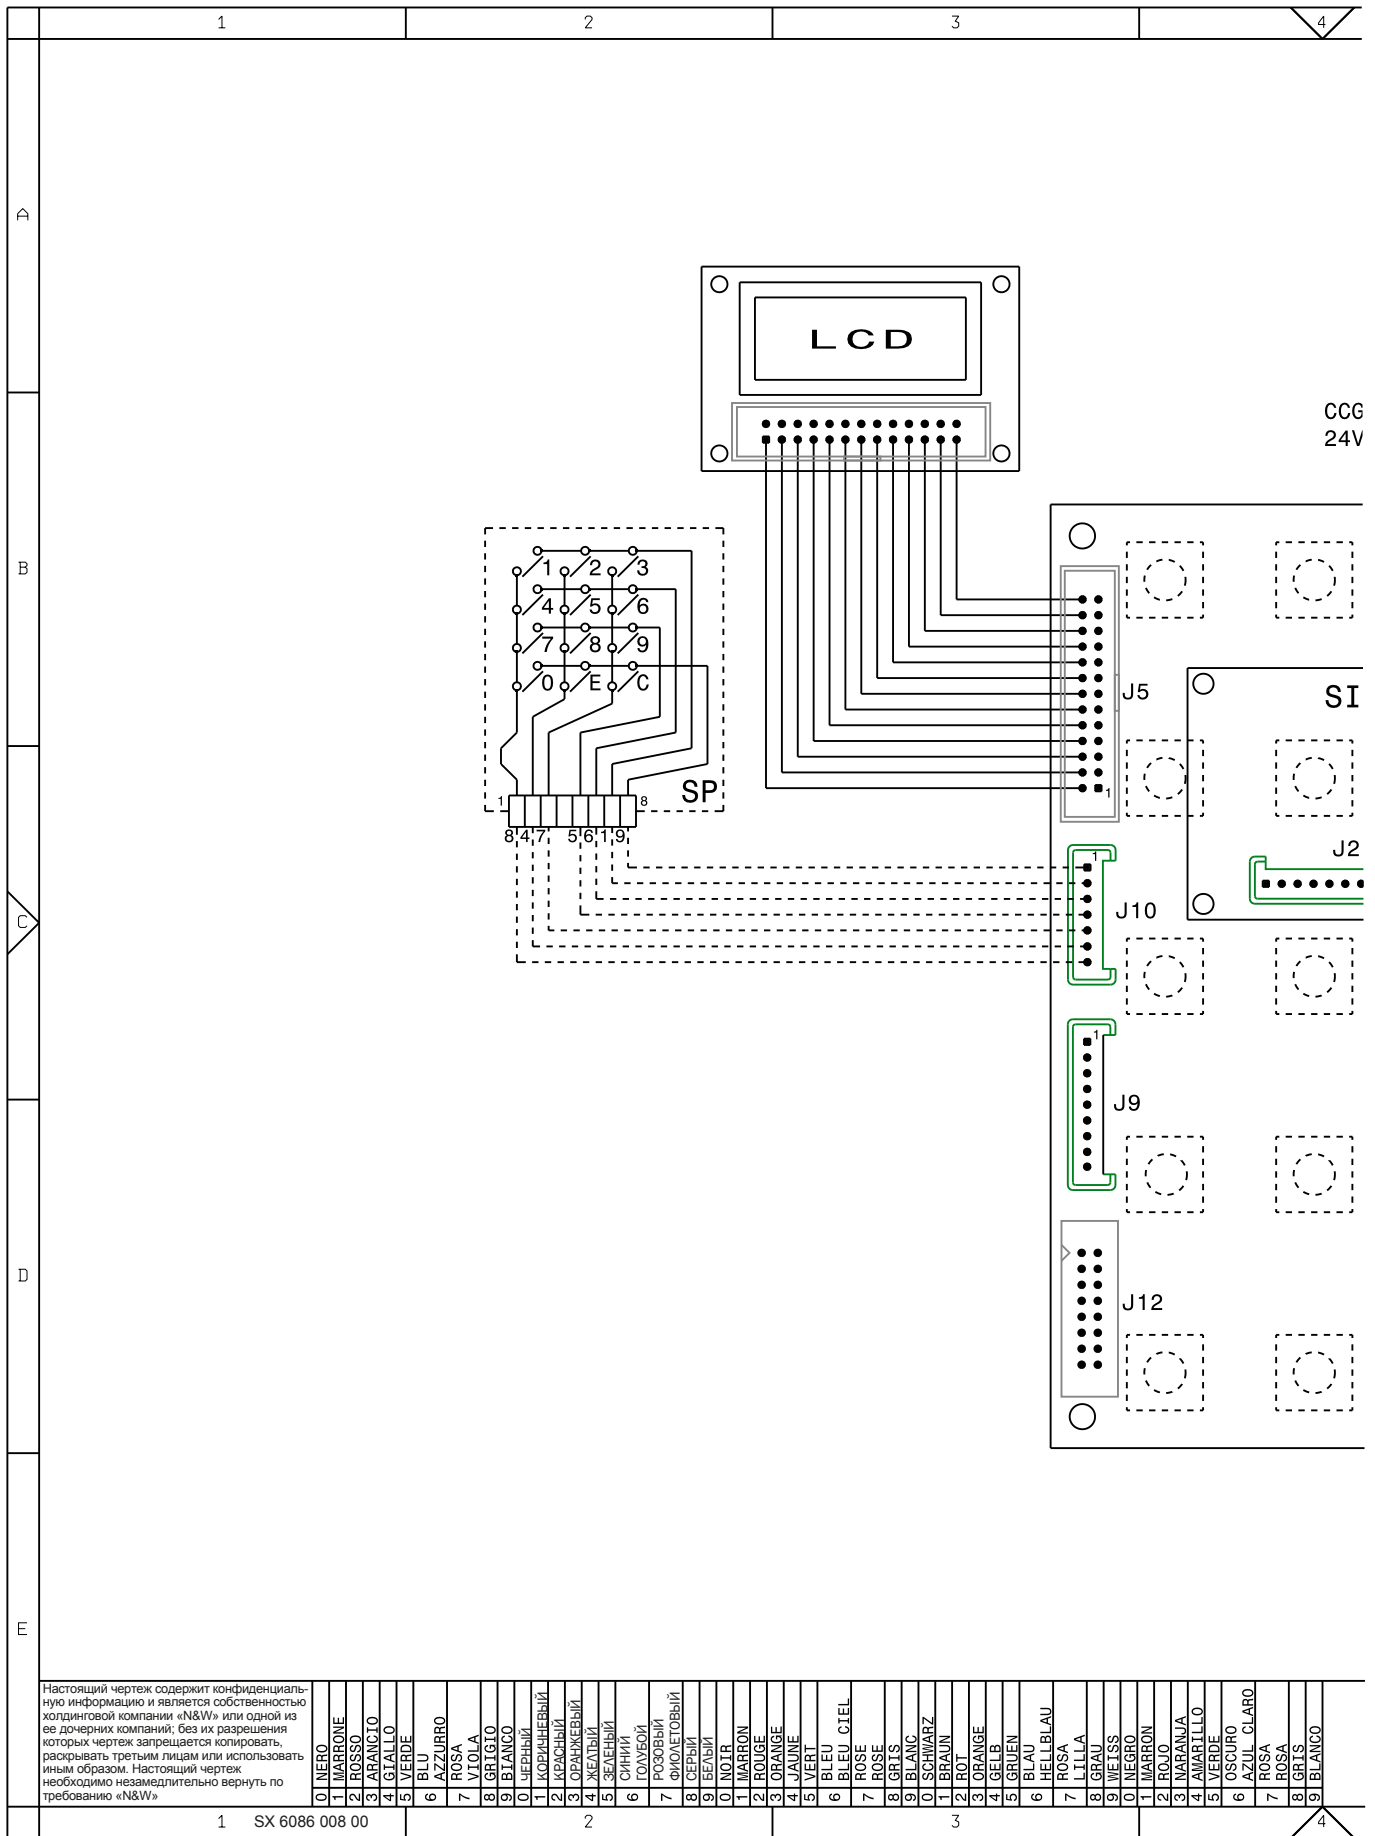 1 2 3 4
A
LCD
CCG
24V
B
1 2 3
4 5 6
7 8 9
0 E C
J5
SI
1
SP
1 8
8 4 7 5 6 1 9
J2
1
J10
C
1
J9
D
J12
E
Настоящий чертеж содержит конфиденциаль-
ную информацию и является собственностью
холдинговой компании «N&W» или одной из
ее дочерних компаний; без их разрешения
которых чертеж запрещается копировать,
раскрывать третьим лицам или использовать
иным образом. Настоящий чертеж
необходимо незамедлительно вернуть по
требованию «N&W»
0 NERO
1 MARRONE
2 ROSSO
3 ARANCIO
4 GIALLO
5 VERDE
6 BLU
AZZURRO
7 ROSA
VIOLA
8 GRIGIO
9 BIANCO
0 ЧЕРНЫЙ
1 КОРИЧНЕВЫЙ
2 КРАСНЫЙ
3 ОРАНЖЕВЫЙ
4 ЖЕЛТЫЙ
5 ЗЕЛЕНЫЙ
6 СИНИЙ
ГОЛУБОЙ
7 РОЗОВЫЙ
ФИОЛЕТОВЫЙ
8 СЕРЫЙ
9 БЕЛЫЙ
0 NOIR
1 MARRON
2 ROUGE
3 ORANGE
4 JAUNE
5 VERT
6 BLEU
BLEU CIEL
7 ROSE
ROSE
8 GRIS
9 BLANC
0 SCHWARZ
1 BRAUN
2 ROT
3 ORANGE
4 GELB
5 GRUEN
6 BLAU
HELLBLAU
7 ROSA
LILLA
8 GRAU
9 WEISS
0 NEGRO
1 MARRON
2 ROJO
3 NARANJA
4 AMARILLO
5 VERDE
6 OSCURO
AZUL CLARO
7 ROSA
ROSA
8 GRIS
9 BLANCO
1 SX 6086 008 00 2 3 4